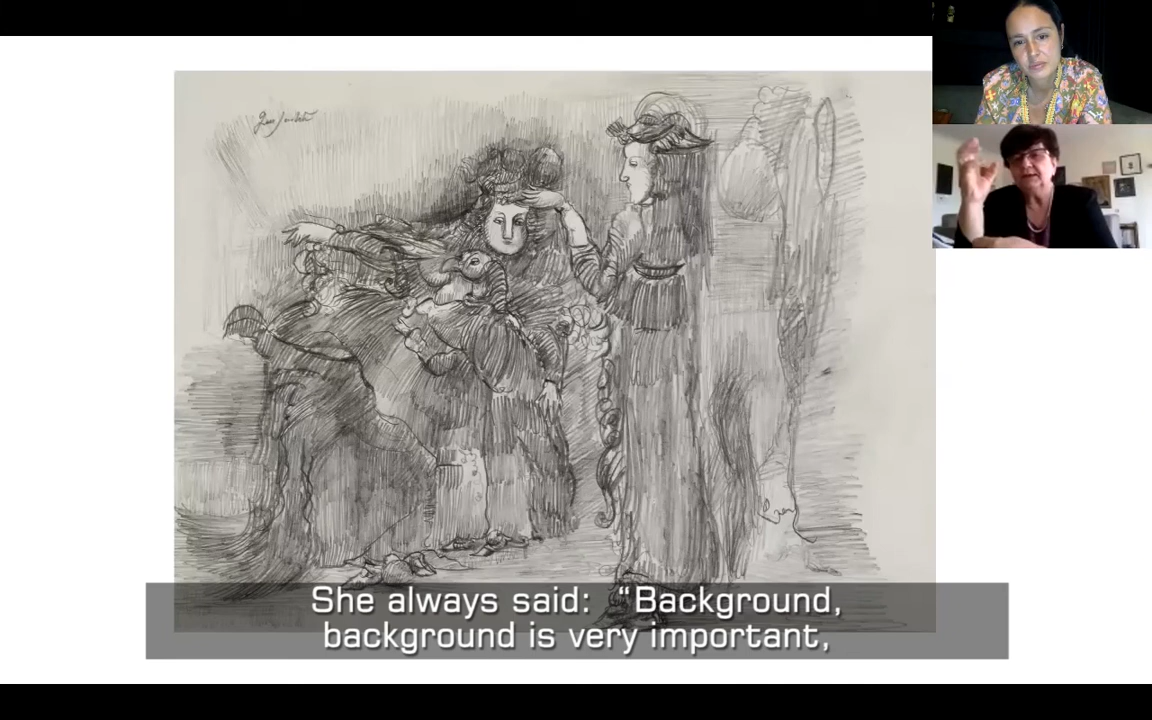 She always said: “Background,
background is very important,